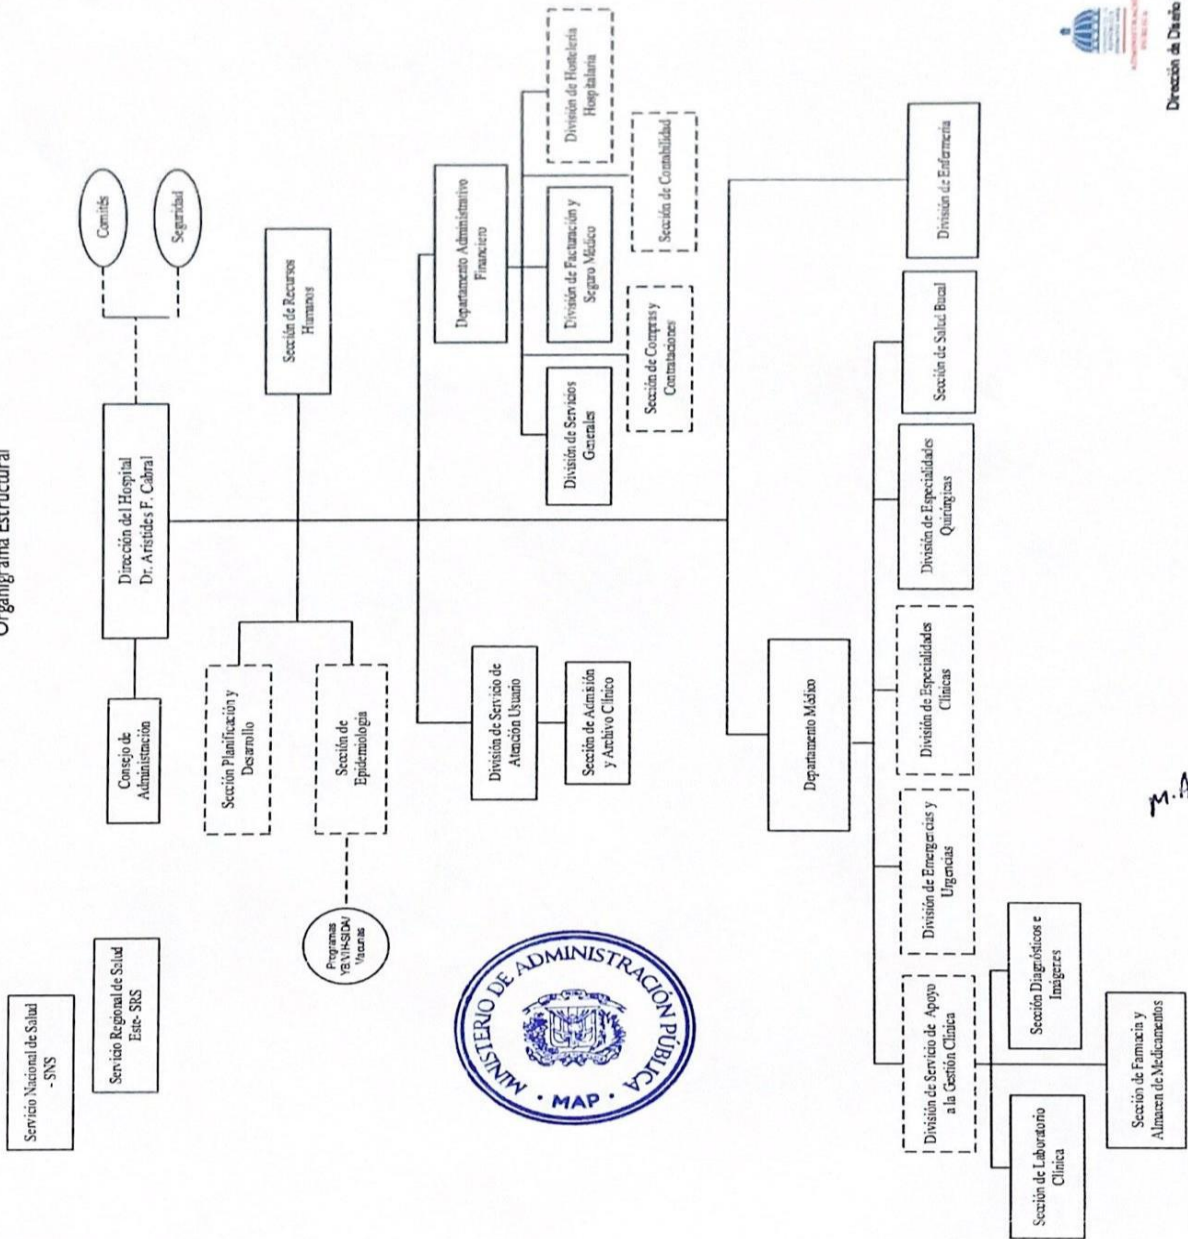 Organigrama Estructural
Servicio Nacional de Salud
- SNS
Servicio Regional de Salud
Este- SRS
Consejo de
Administración
Dirección del Hospital
Dr. Arístides F. Cabral
Comités
Seguridad
Sección Planificación y
Desarrollo
Sección de
Epidemiología
Programas
Vacunas
Sección de Recursos
Humanos
División de Servicio de
Atención Usuario
Sección de Admisión
y Archivo Clínico
Departamento Administrativo
Financiero
División de Servicios
Generales
División de Facturación y
Seguro Médico
División de Hostelería
Hospitalaria
Sección de Compras y
Contrataciones
Sección de Contabilidad
Departamento Médico
División de Servicio de Apoyo
a la Gestión Clínica
División de Emergencias y
Urgencias
División de Especialidades
Clínicas
División de Especialidades
Quirúrgicas
Sección de Salud Bucal
División de Enfermería
Sección de Laboratorio
Clínica
Sección Diagnósticos e
Imágenes
Sección de Farmacia y
Almacen de Medicamentos
MINISTERIO DE ADMINISTRACIÓN PÚBLICA
· MAP ·
M.A
Dirección de Diseño